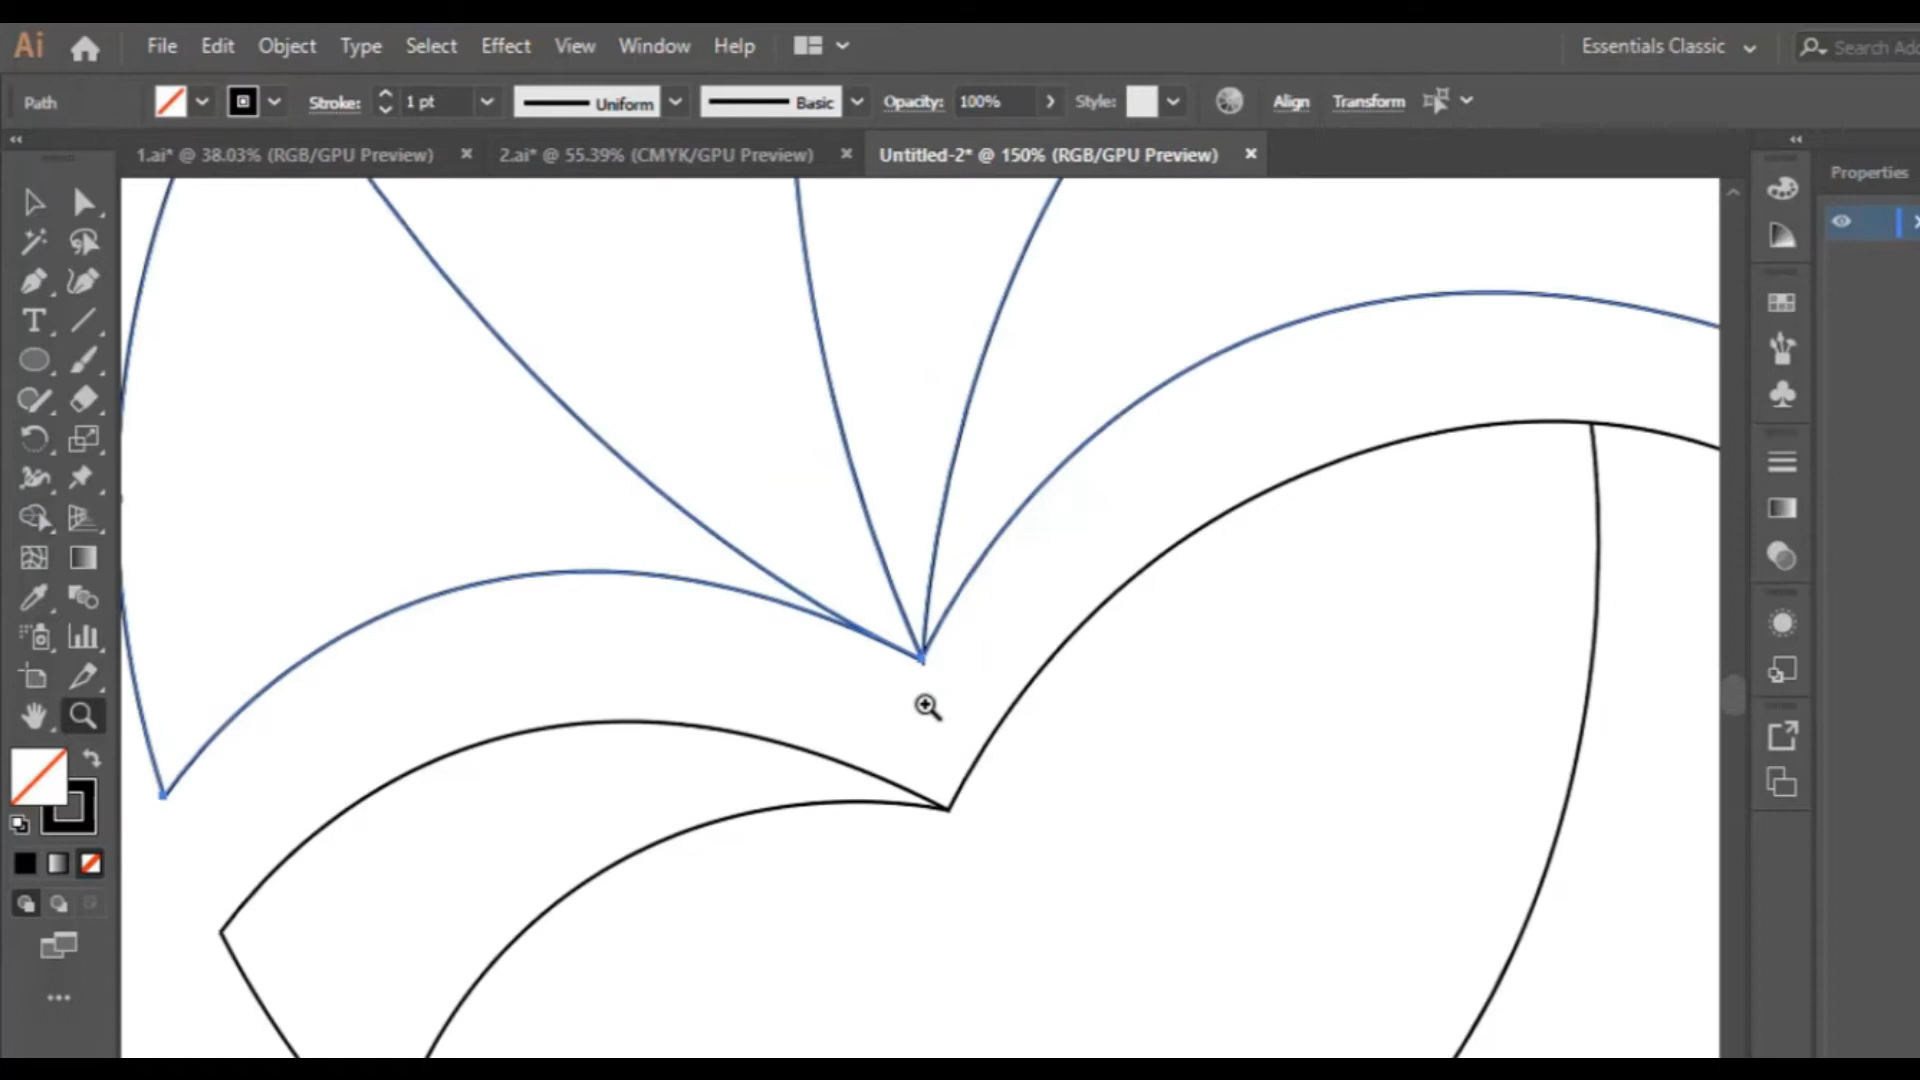 Ai File Edit Object Type Select Effect View Window Help Essentials Classic Search Ado
Path Stroke: 1 pt Uniform Basic Opacity: 100% Style: Align Transform
1.ai* @ 38.03% (RGB/GPU Preview) 2.ai* @ 55.39% (CMYK/GPU Preview) Untitled-2* @ 150% (RGB/GPU Preview)
Properties